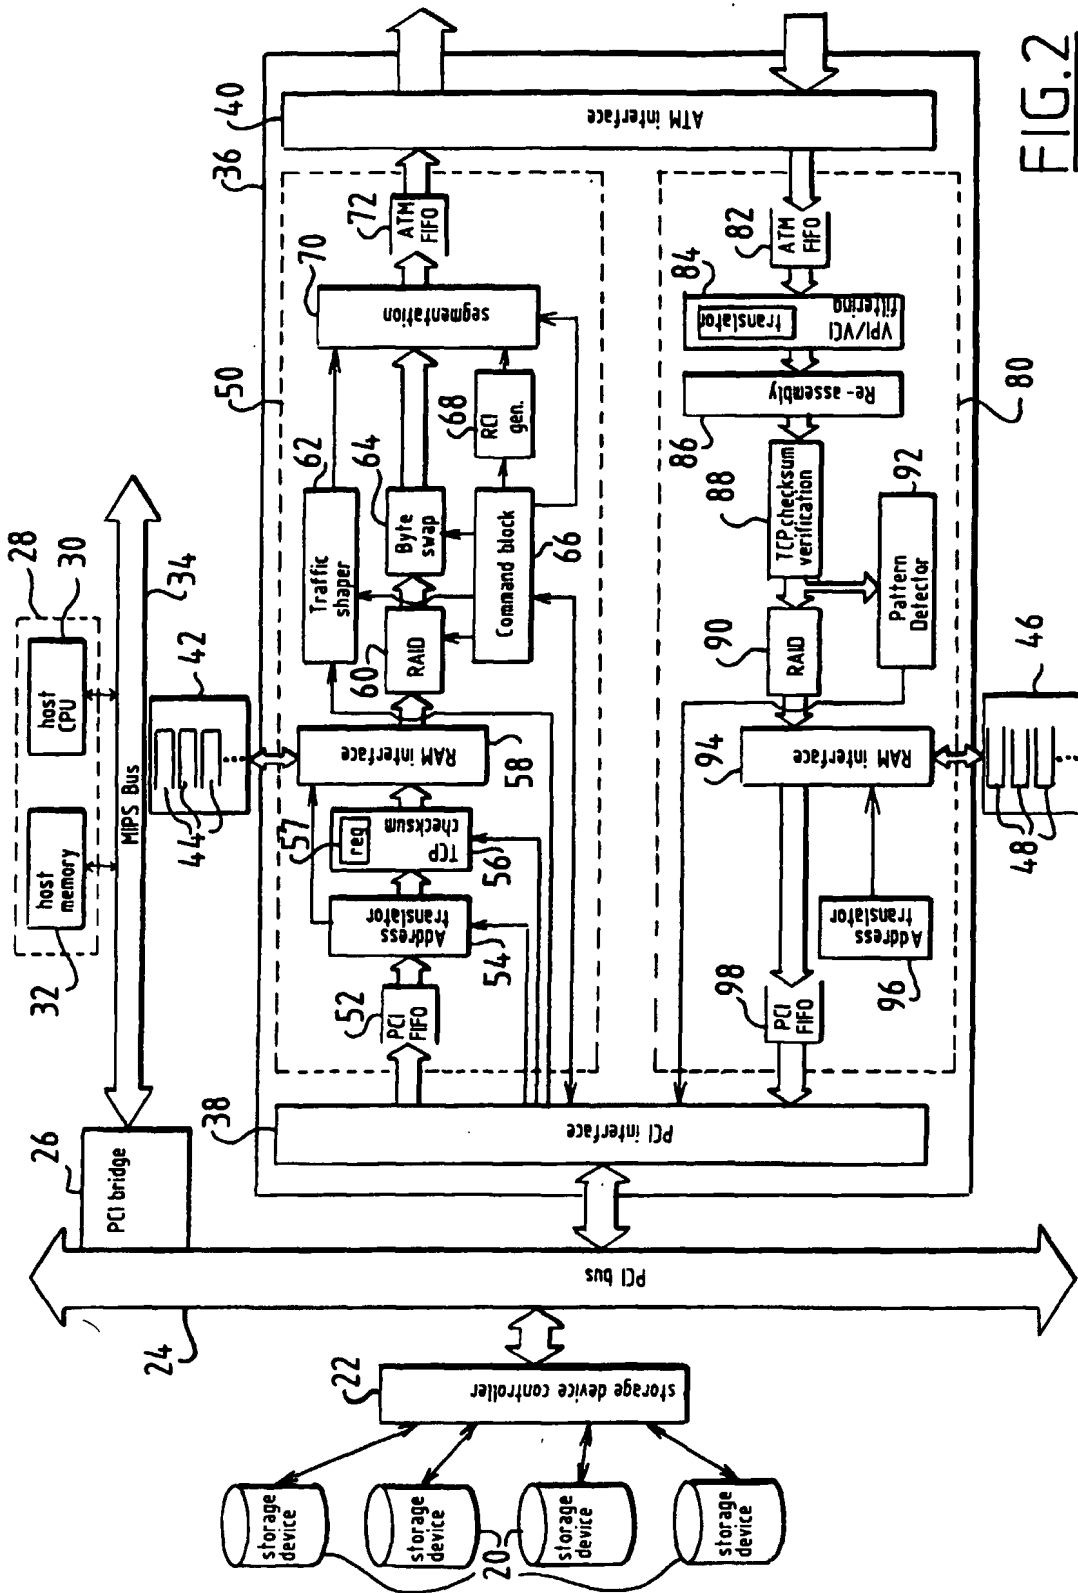 28
30
host
CPU
host
memory
32
34
MIPS Bus
26
PCI bridge
42
44
36
40
ATM interface
50
62
Traffic
shaper
70
segmentation
72
ATM
FIFO
64
Byte
swap
68
RCI
gen.
60
RAID
Command block
66
RAM interface
58
57
reg
TCP
checksum
56
Address
translator
54
52
PCI
FIFO
38
PCI interface
24
PCI bus
22
storage device controller
storage
device
storage
device
storage
device
storage
device
20
82
ATM
FIFO
84
translator
VPI/VCI
filtering
86
Re-assembly
80
88
TCP checksum
verification
92
Pattern
Detector
90
RAID
94
RAM interface
46
48
96
Address
translator
98
PCI
FIFO
FIG.2